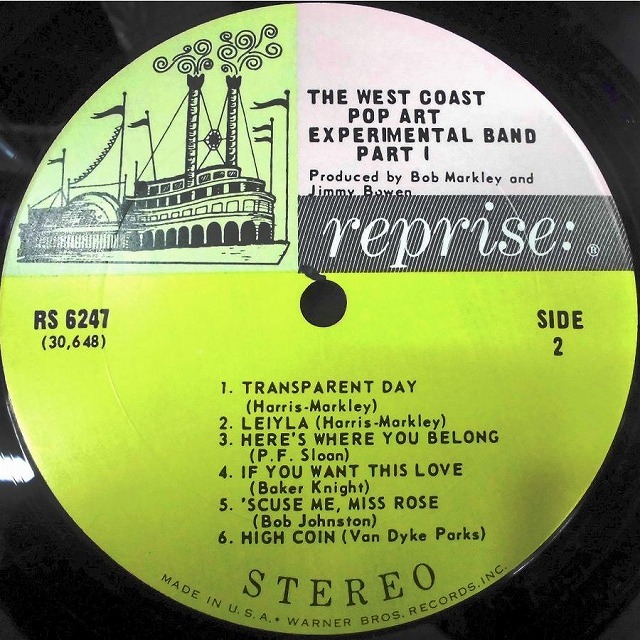 THE WEST COAST
POP ART
EXPERIMENTAL BAND
PART I
Produced by Bob Markley and
Jimmy Bowen
reprise: ®
RS 6247
(30,648)
SIDE
2
1. TRANSPARENT DAY
(Harris-Markley)
2. LEIYLA (Harris-Markley)
3. HERE'S WHERE YOU BELONG
(P.F. Sloan)
4. IF YOU WANT THIS LOVE
(Baker Knight)
5. 'SCUSE ME, MISS ROSE
(Bob Johnston)
6. HIGH COIN (Van Dyke Parks)
STEREO
MADE IN U.S.A. • WARNER BROS. RECORDS, INC.